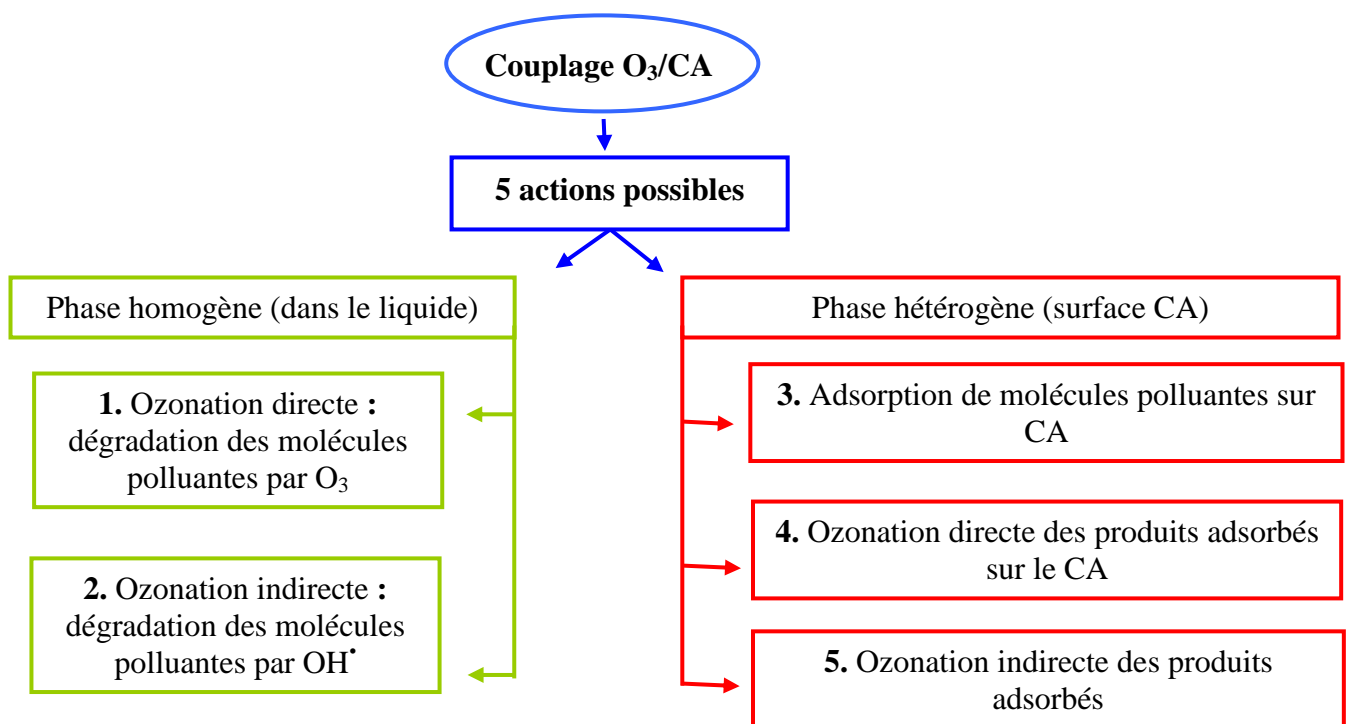 Couplage O₃/CA
5 actions possibles
Phase homogène (dans le liquide)
1. Ozonation directe :
dégradation des molécules
polluantes par O₃
2. Ozonation indirecte :
dégradation des molécules
polluantes par OH•
Phase hétérogène (surface CA)
3. Adsorption de molécules polluantes sur
CA
4. Ozonation directe des produits adsorbés
sur le CA
5. Ozonation indirecte des produits
adsorbés